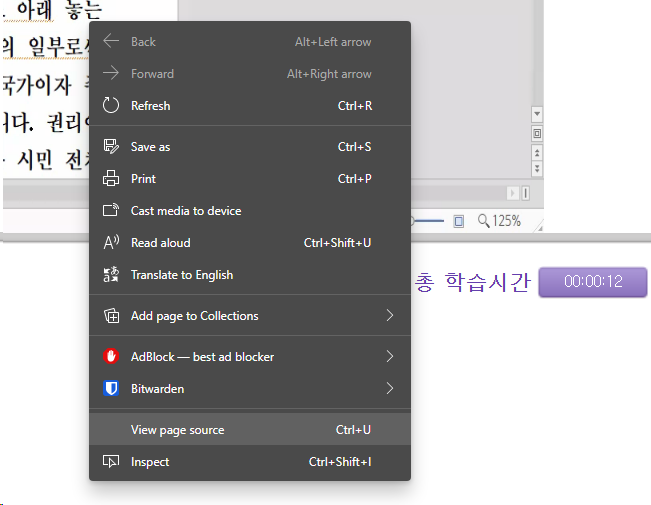 아래 놓는
의 일부로
국가이자
니다. 권리
시민 전
Back Alt+Left arrow
Forward Alt+Right arrow
Refresh Ctrl+R
Save as Ctrl+S
Print Ctrl+P
Cast media to device
Read aloud Ctrl+Shift+U
Translate to English
Add page to Collections
AdBlock — best ad blocker
Bitwarden
View page source Ctrl+U
Inspect Ctrl+Shift+I
125%
총 학습시간 00:00:12